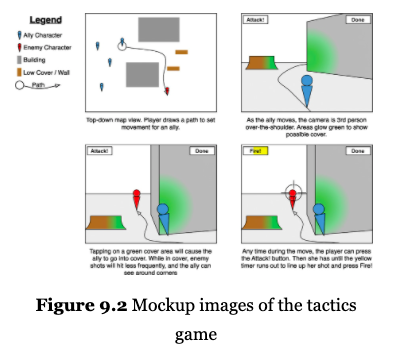 Legend
Ally Character
Enemy Character
Building
Low Cover / Wall
Path
Top-down map view. Player draws a path to set
movement for an ally.
Attack!
Done
As the ally moves, the camera is 3rd person
over-the-shoulder. Areas glow green to show
possible cover.
Attack!
Done
Tapping on a green cover area will cause the
ally to go into cover. While in cover, enemy
shots will hit less frequently, and the ally can
see around corners
Fire!
Done
Any time during the move, the player can press
the Attack! button. Then she has until the yellow
timer runs out to line up her shot and press Fire!
Figure 9.2 Mockup images of the tactics
game